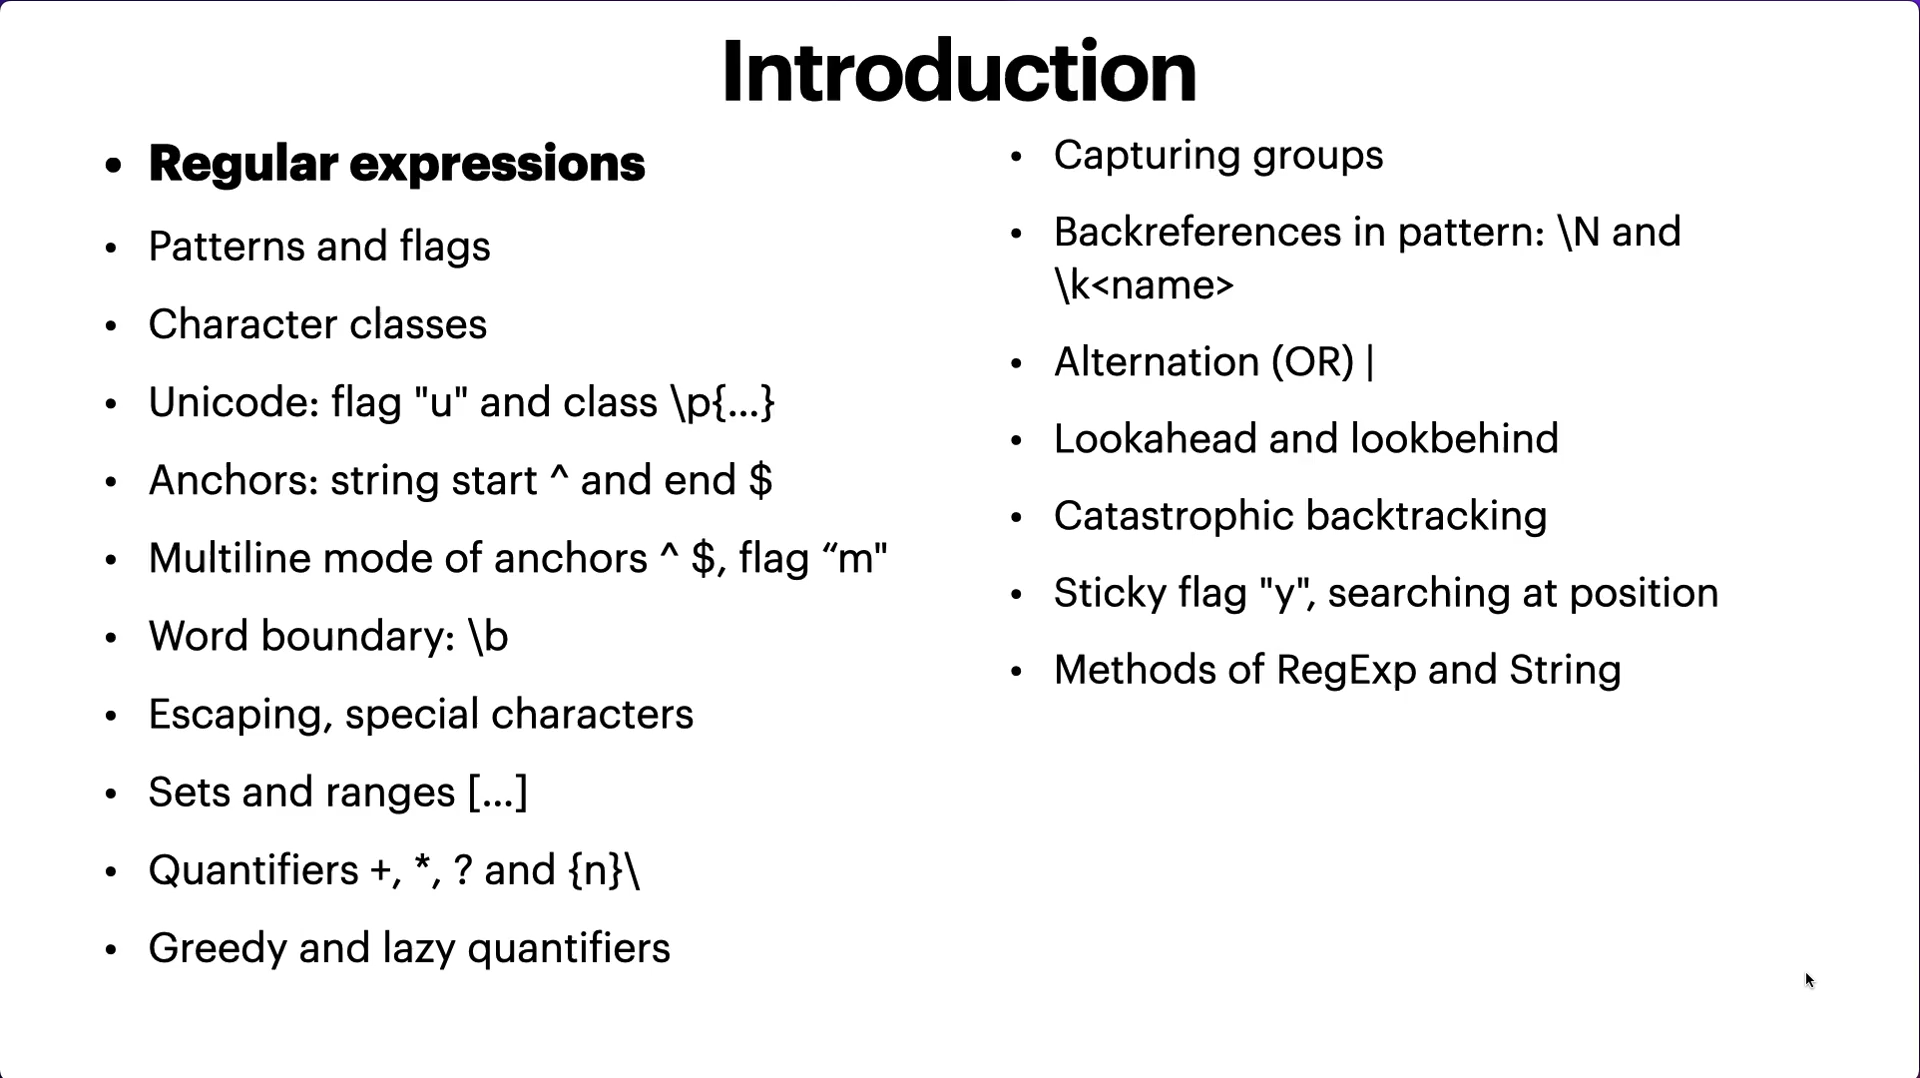 Introduction
• Regular expressions
• Patterns and flags
• Character classes
• Unicode: flag "u" and class \p{...}
• Anchors: string start ^ and end $
• Multiline mode of anchors ^ $, flag “m"
• Word boundary: \b
• Escaping, special characters
• Sets and ranges [...]
• Quantifiers +, *, ? and {n}\
• Greedy and lazy quantifiers
• Capturing groups
• Backreferences in pattern: \N and
\k<name>
• Alternation (OR) |
• Lookahead and lookbehind
• Catastrophic backtracking
• Sticky flag "y", searching at position
• Methods of RegExp and String